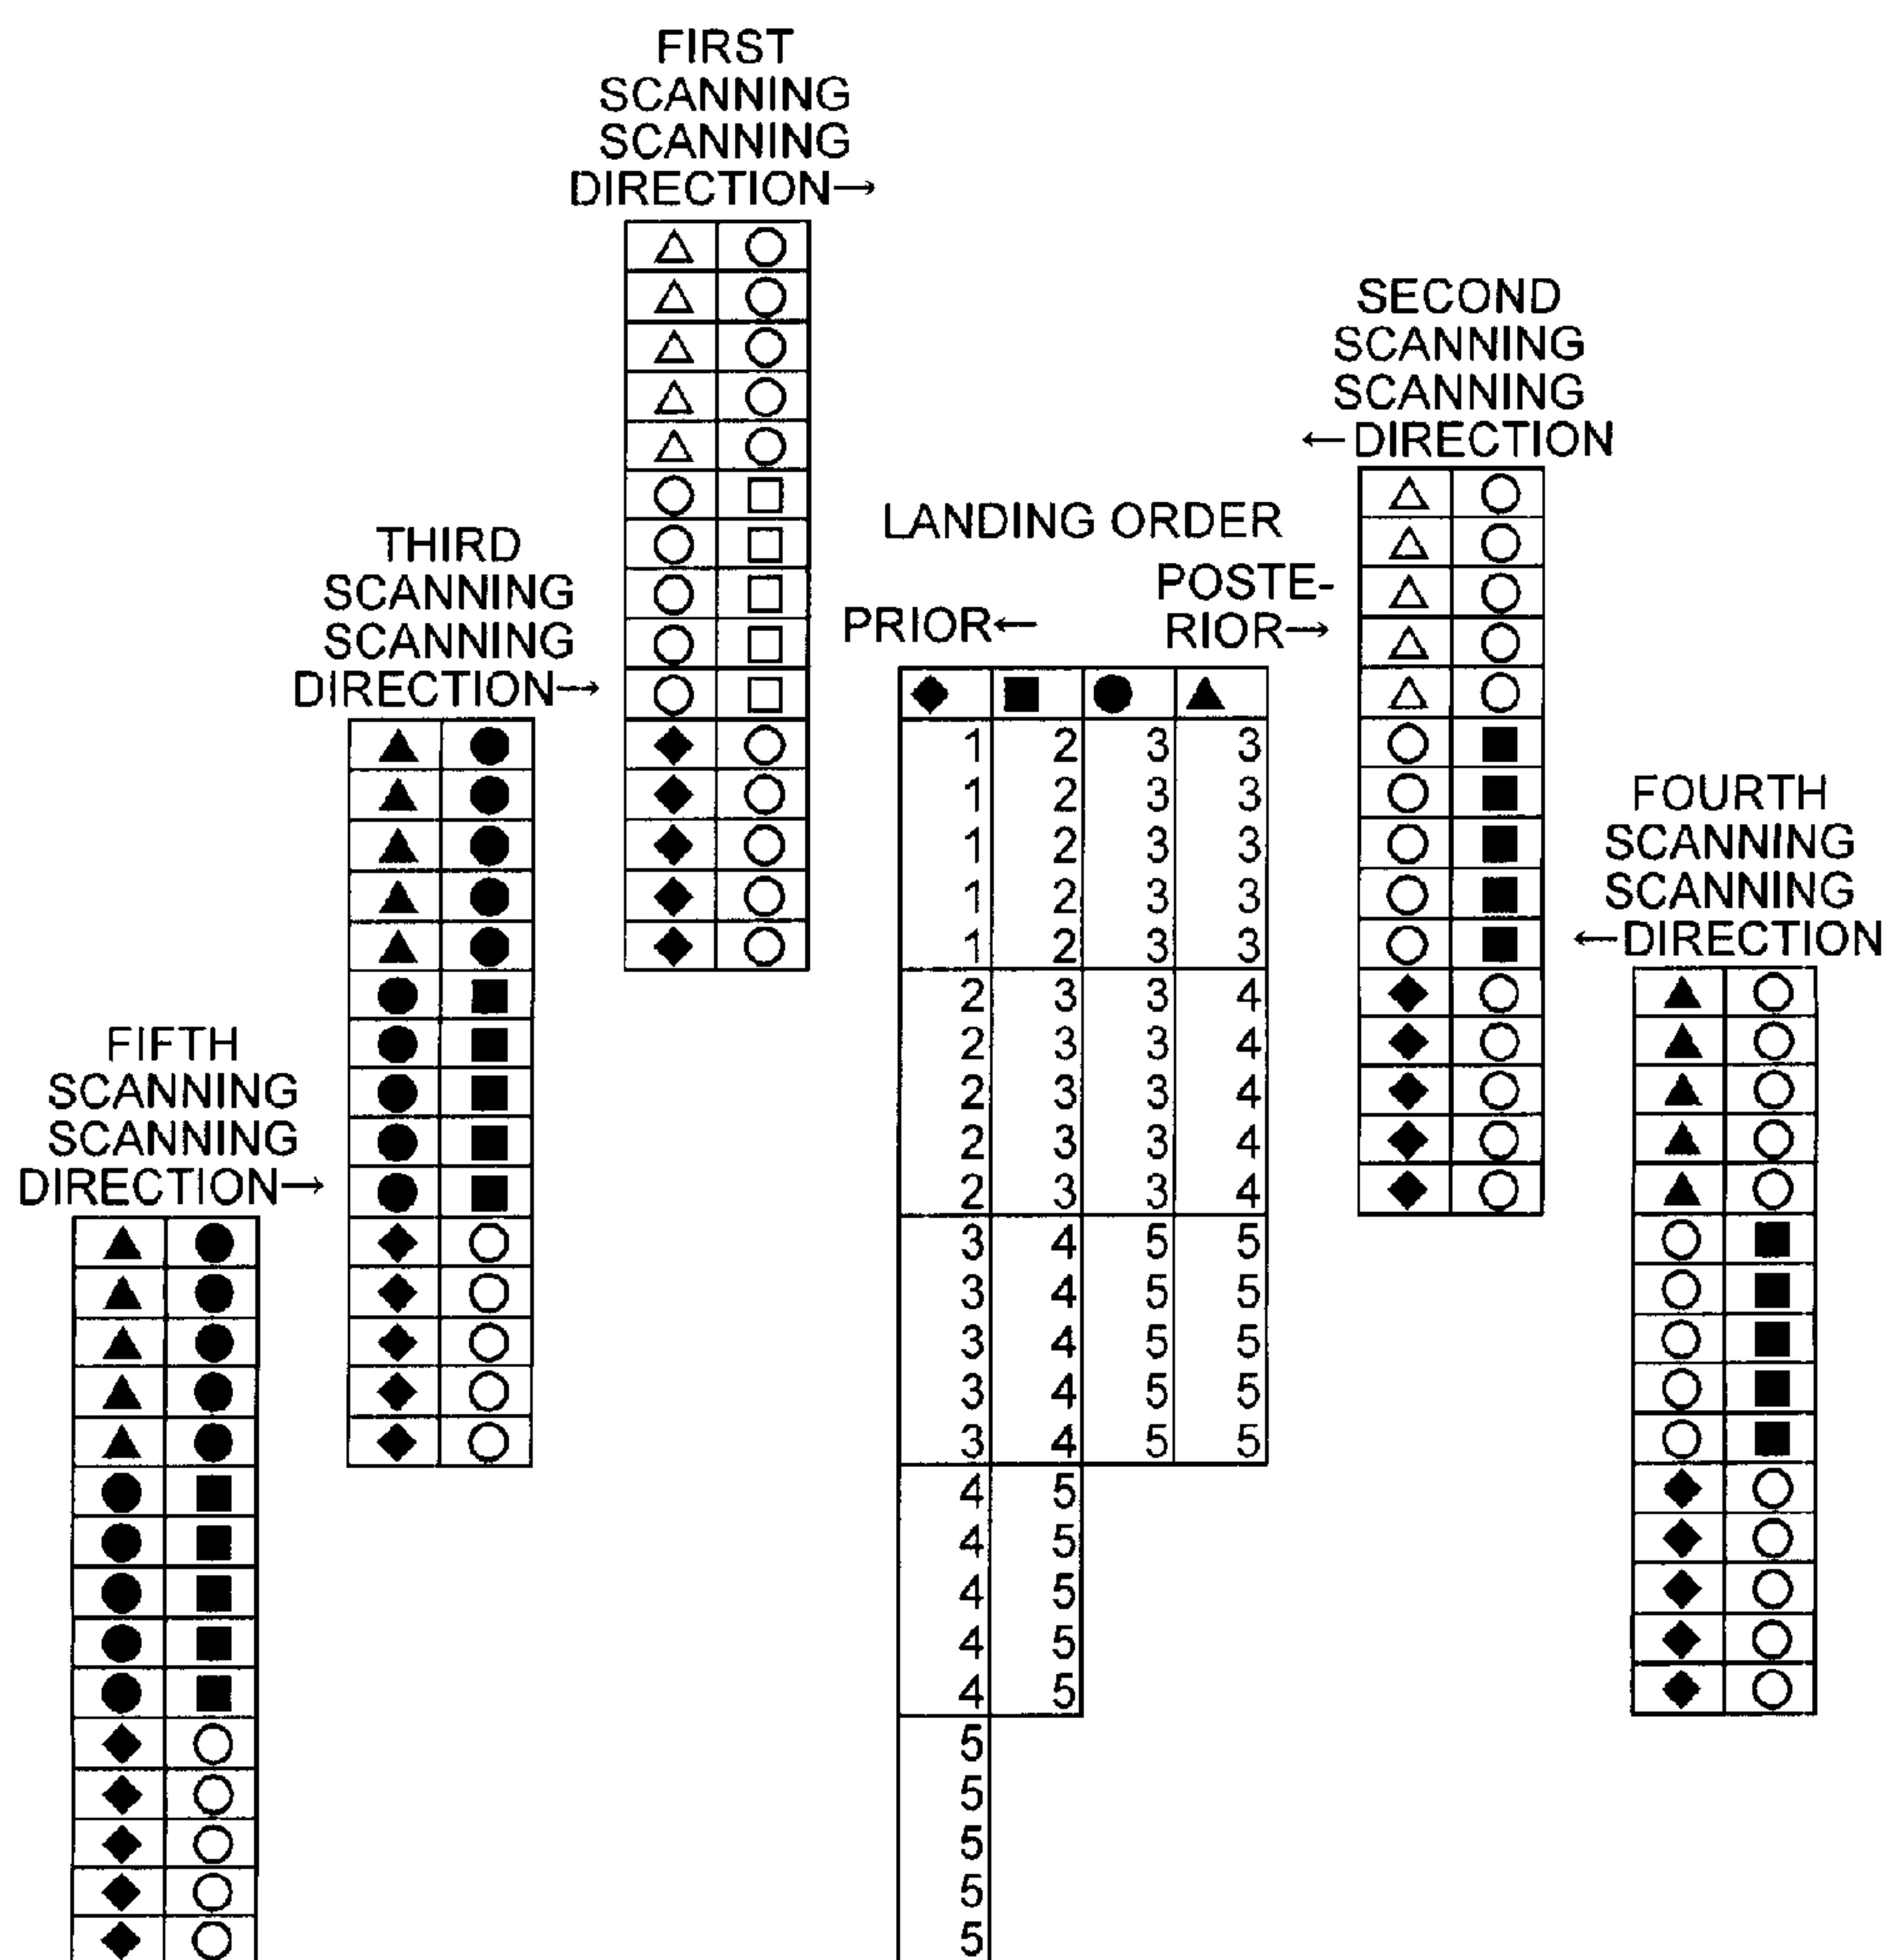 FIRST
SCANNING
SCANNING
DIRECTION→
SECOND
SCANNING
SCANNING
←DIRECTION
THIRD
SCANNING
SCANNING
DIRECTION→
LANDING ORDER
PRIOR←
POSTE-
RIOR→
FOURTH
SCANNING
SCANNING
←DIRECTION
FIFTH
SCANNING
SCANNING
DIRECTION→
◆ ■ ● ▲
1 2 3 3
1 2 3 3
1 2 3 3
1 2 3 3
1 2 3 3
2 3 3 4
2 3 3 4
2 3 3 4
2 3 3 4
2 3 3 4
3 4 5 5
3 4 5 5
3 4 5 5
3 4 5 5
3 4 5 5
4 5
4 5
4 5
4 5
4 5
5
5
5
5
5